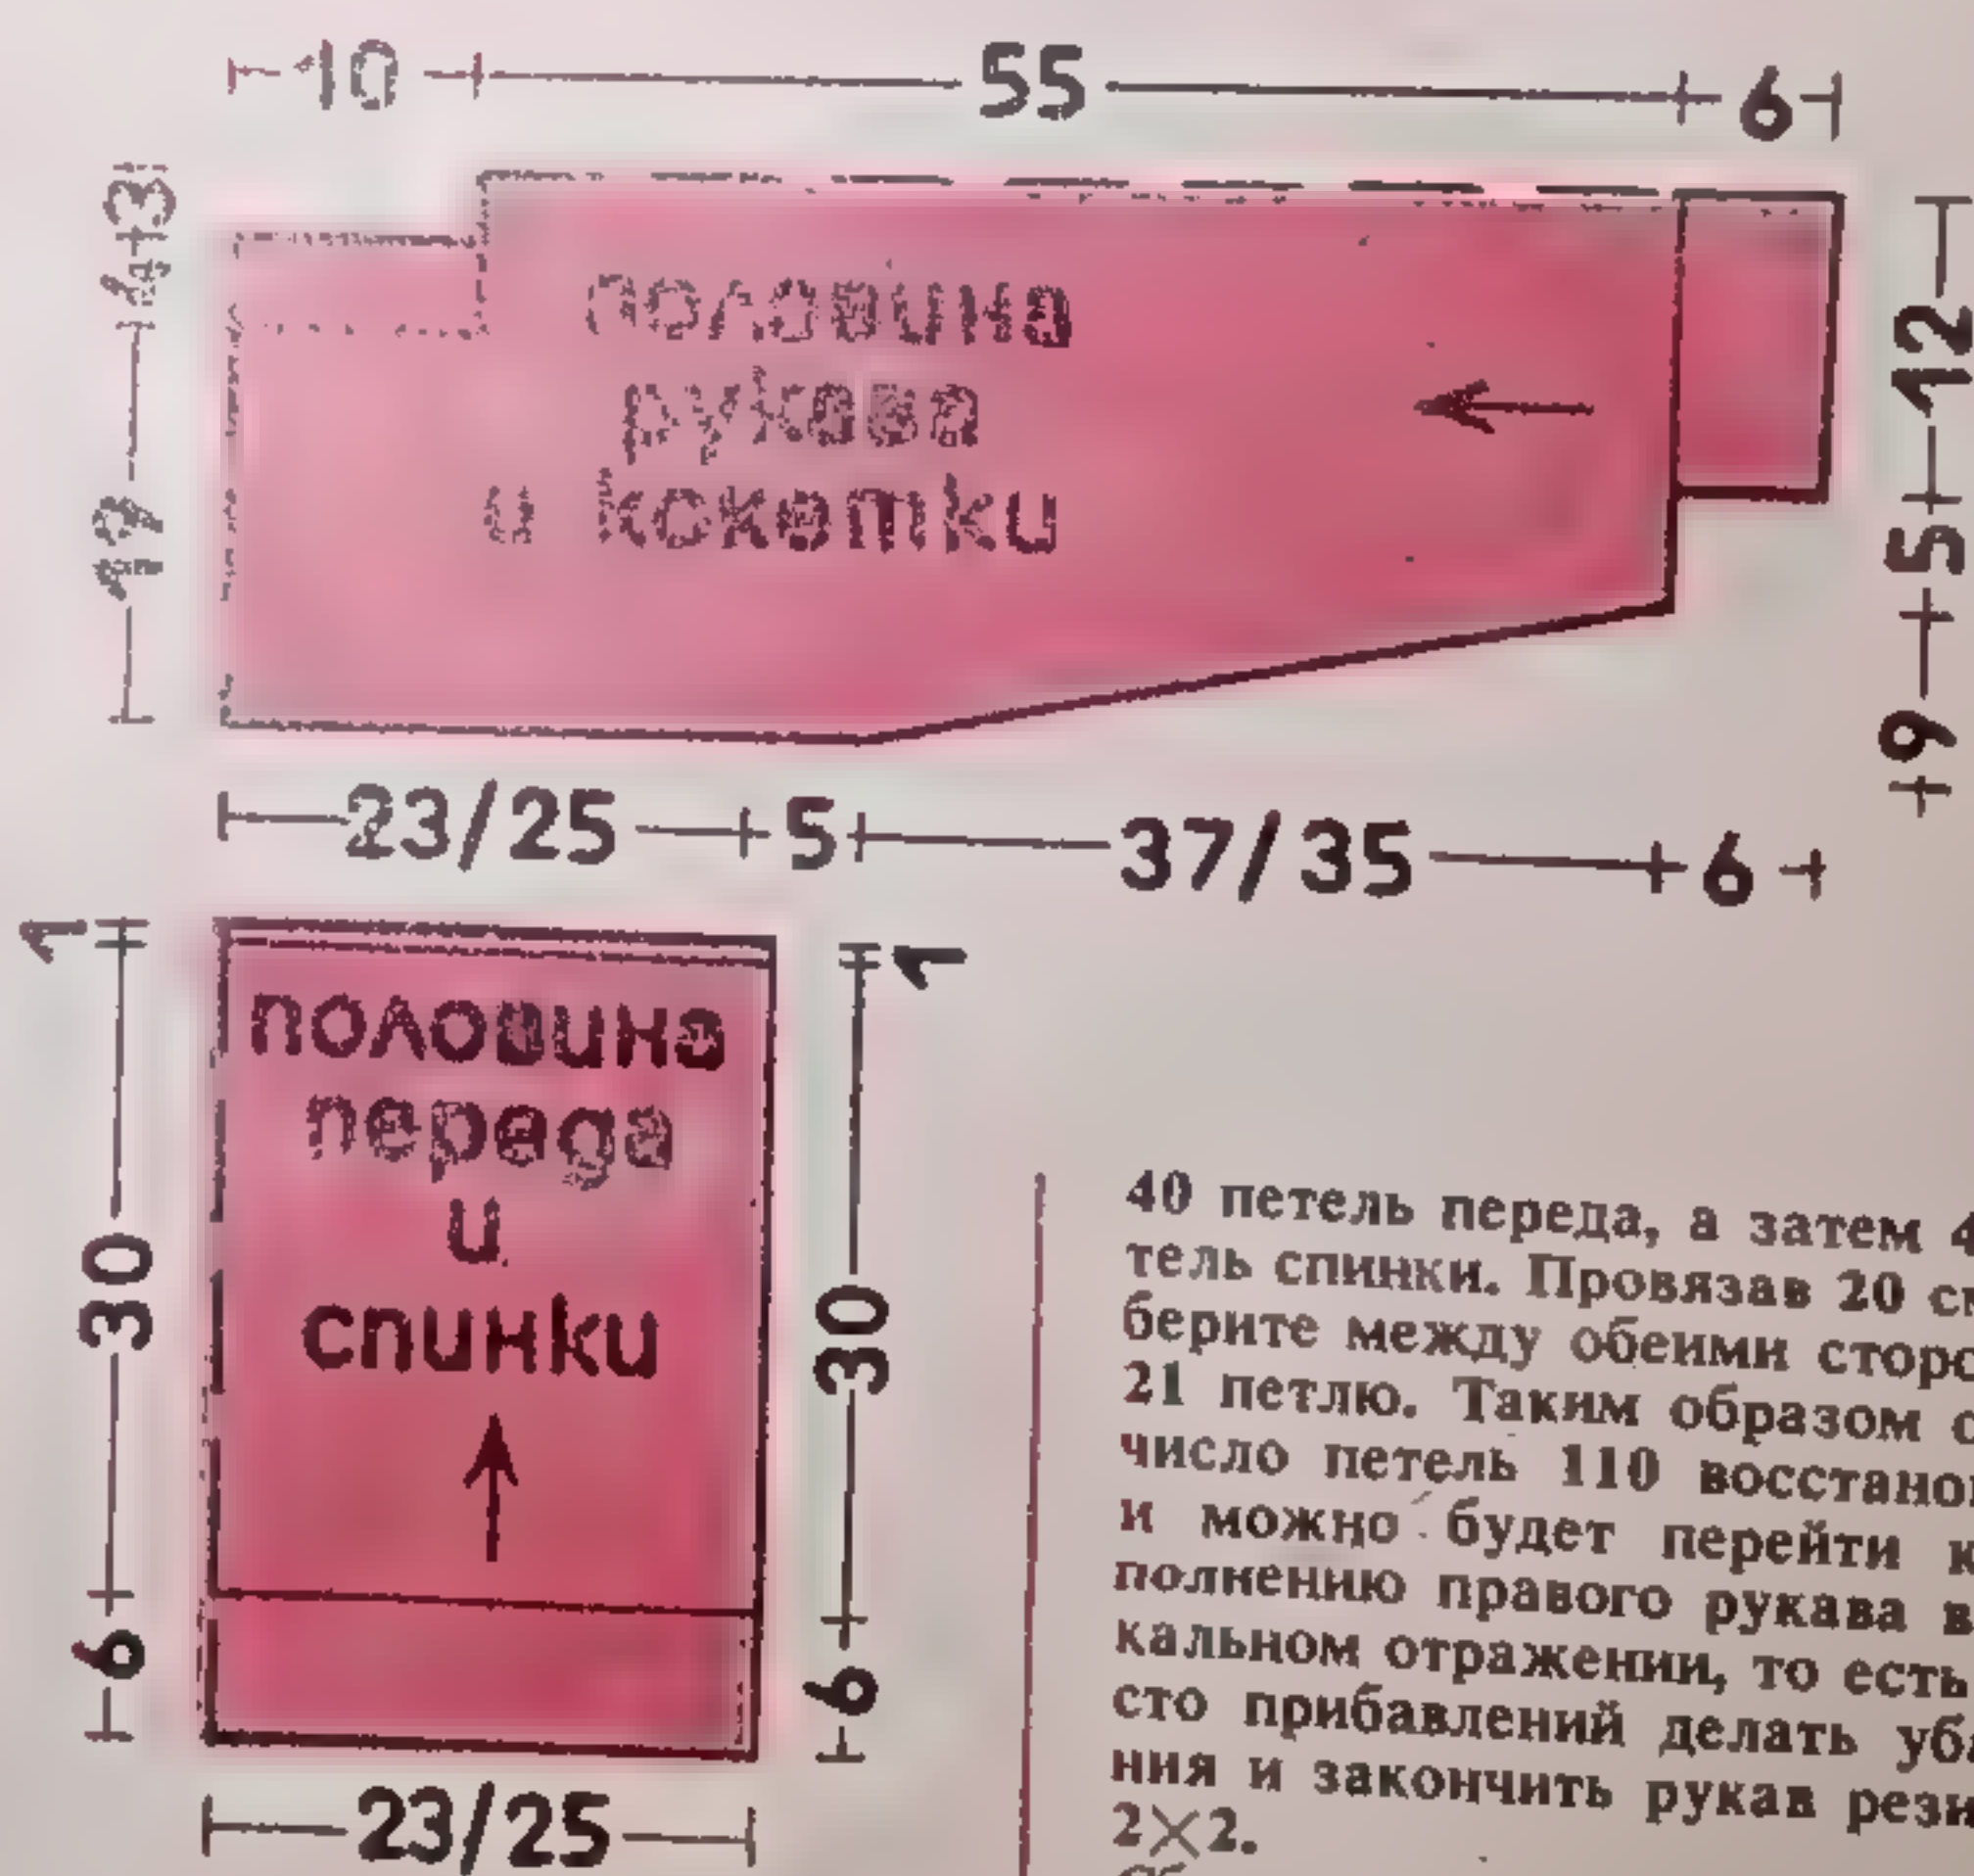 10 55 6
3
половина
рукава
и кокетки
12
5
9
23/25 5 37/35 6
1
1
половина
переда
и
спинки
30
30
6
6
23/25
40 петель переда, а затем 4
тель спинки. Провязав 20 см
берите между обеими сторо
21 петлю. Таким образом с
число петель 110 восстано
и можно будет перейти к
полнению правого рукава в
кальном отражении, то есть
сто прибавлений делать уба
ния и закончить рукав рези
2×2.